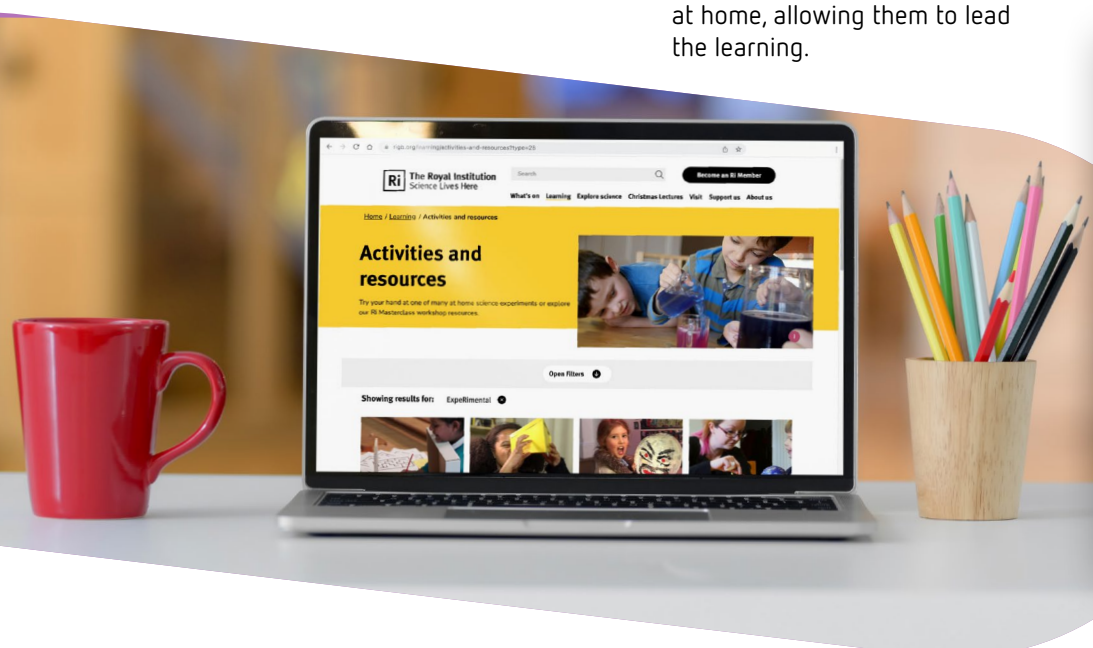 at home, allowing them to lead
the learning.
Ri
The Royal Institution
Science Lives Here
Search
Become an Ri Member
What's on Learning Explore science Christmas Lectures Visit Support us About us
Home / Learning / Activities and resources
Activities and
resources
Try your hand at one of many at home science experiments or explore
our Ri Masterclass workshop resources.
Open Filters
Showing results for: ExpeRimental